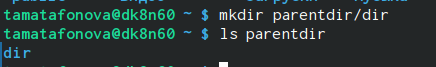 tamatafonova@dk8n60 ~ $ mkdir parentdir/dir
tamatafonova@dk8n60 ~ $ ls parentdir
dir